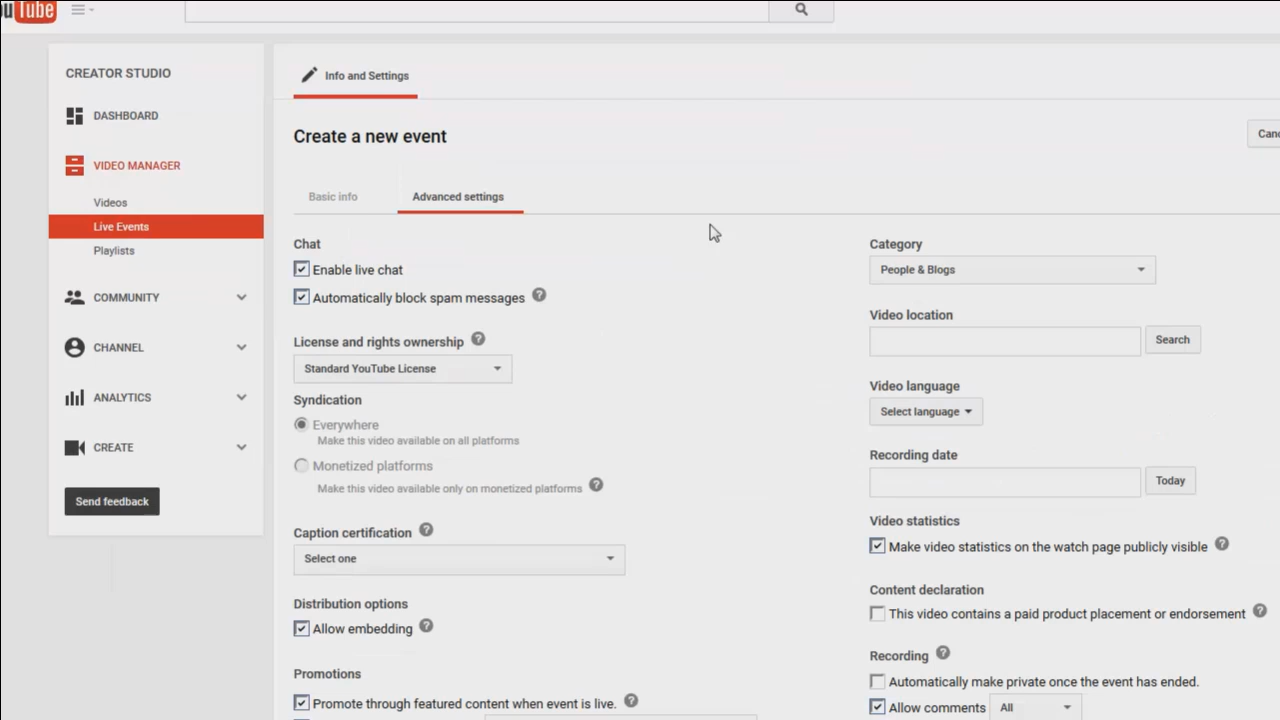 YouTube
CREATOR STUDIO
DASHBOARD
VIDEO MANAGER
Videos
Live Events
Playlists
COMMUNITY
CHANNEL
ANALYTICS
CREATE
Send feedback
Info and Settings
Create a new event
Canc
Basic info
Advanced settings
Chat
Enable live chat
Automatically block spam messages
License and rights ownership
Standard YouTube License
Syndication
Everywhere
Make this video available on all platforms
Monetized platforms
Make this video available only on monetized platforms
Caption certification
Select one
Distribution options
Allow embedding
Promotions
Promote through featured content when event is live.
Category
People & Blogs
Video location
Search
Video language
Select language
Recording date
Today
Video statistics
Make video statistics on the watch page publicly visible
Content declaration
This video contains a paid product placement or endorsement
Recording
Automatically make private once the event has ended.
Allow comments All